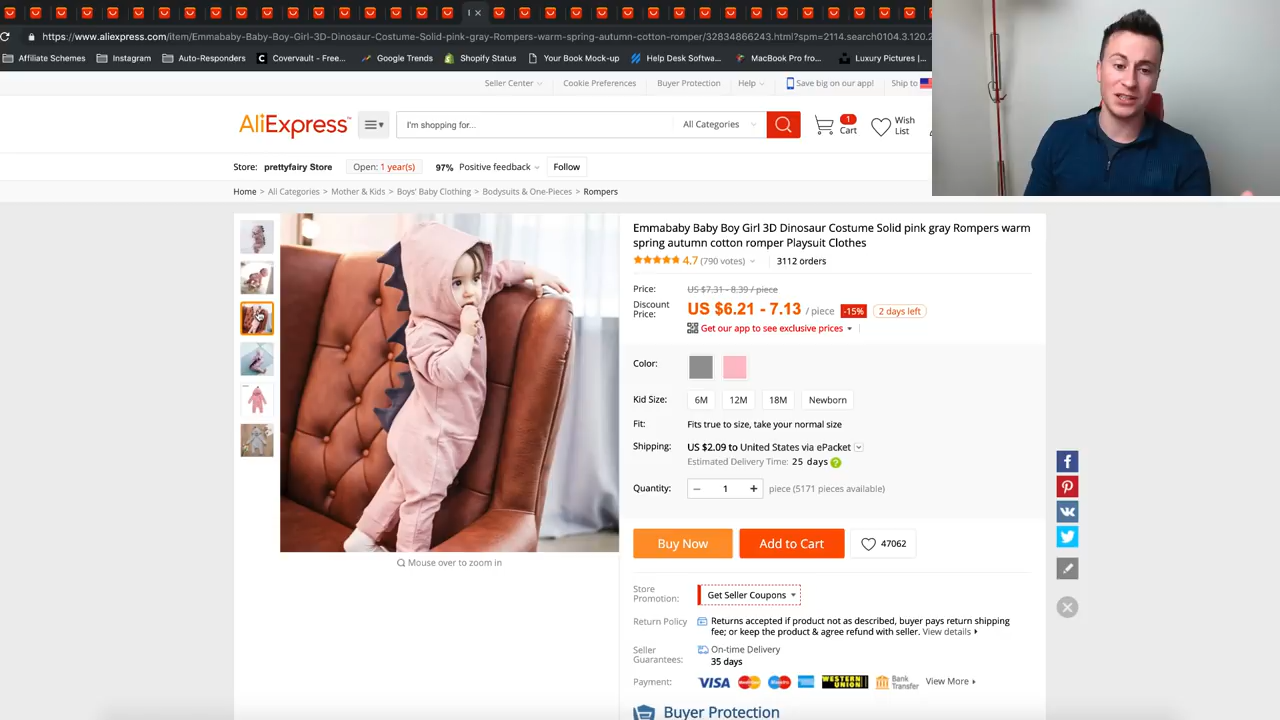 https://www.aliexpress.com/item/Emmababy-Baby-Boy-Girl-3D-Dinosaur-Costume-Solid-pink-gray-Rompers-warm-spring-autumn-cotton-romper/32834866243.html?spm=2114.search0104.3.120.2
Affiliate Schemes Instagram Auto-Responders Covervault - Free... Google Trends Shopify Status Your Book Mock-up Help Desk Softwa... MacBook Pro fro... Luxury Pictures |...
Seller Center Cookie Preferences Buyer Protection Help Save big on our app! Ship to
AliExpress™ I'm shopping for... All Categories 1 Cart Wish List
Store: prettyfairy Store Open: 1 year(s) 97% Positive feedback Follow
Home > All Categories > Mother & Kids > Boys' Baby Clothing > Bodysuits & One-Pieces > Rompers
Emmababy Baby Boy Girl 3D Dinosaur Costume Solid pink gray Rompers warm
spring autumn cotton romper Playsuit Clothes
4.7 (790 votes) 3112 orders
Price: US $7.31 - 8.39 / piece
Discount Price: US $6.21 - 7.13 / piece -15% 2 days left
Get our app to see exclusive prices
Color:
Kid Size: 6M 12M 18M Newborn
Fit: Fits true to size, take your normal size
Shipping: US $2.09 to United States via ePacket
Estimated Delivery Time: 25 days ?
Quantity: − 1 + piece (5171 pieces available)
Buy Now Add to Cart 47062
Mouse over to zoom in
Store Promotion: Get Seller Coupons
Return Policy Returns accepted if product not as described, buyer pays return shipping
fee; or keep the product & agree refund with seller. View details
Seller Guarantees: On-time Delivery
35 days
Payment: VISA MasterCard Maestro WESTERN UNION Bank Transfer View More
Buyer Protection